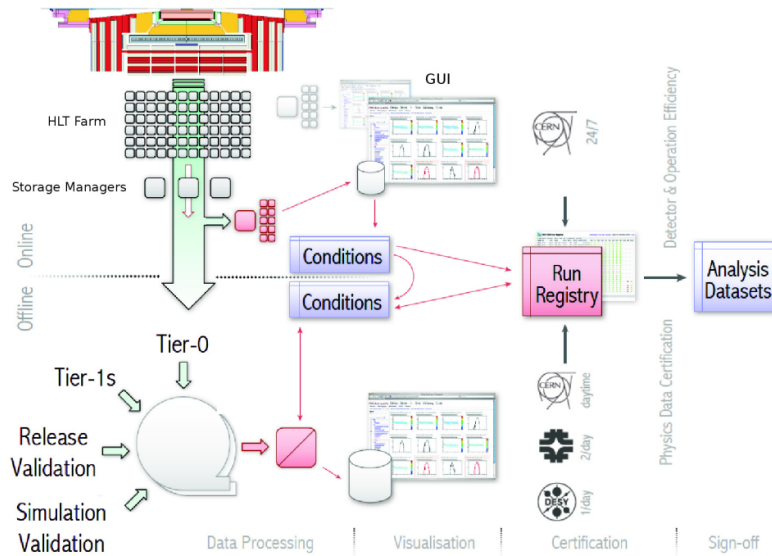 GUI
HLT Farm
CERN
24/7
Detector & Operation Efficiency
Storage Managers
Online
Conditions
Conditions
Run
Registry
Analysis
Datasets
Offline
Tier-0
Tier-1s
CERN
daytime
Physics Data Certification
Release
Validation
2/day
Simulation
Validation
DESY
1/day
Data Processing
Visualisation
Certification
Sign-off